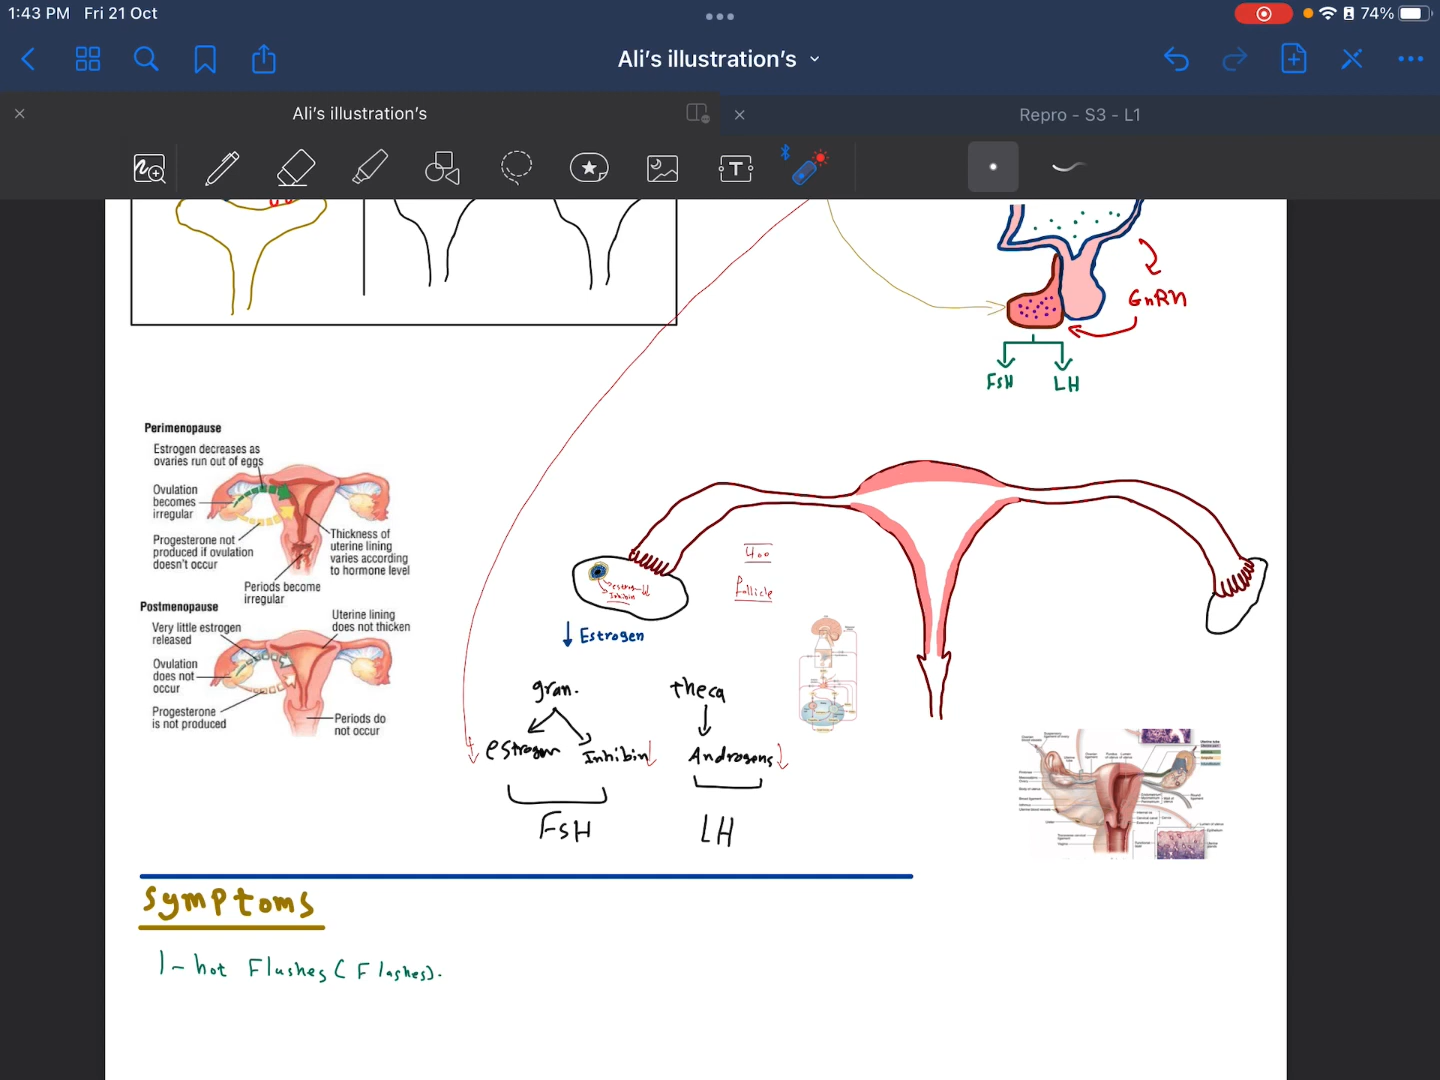 1:43 PM Fri 21 Oct
74%
Ali's illustration's
Ali's illustration's
Repro - S3 - L1
GnRH
FSH LH
Perimenopause
Estrogen decreases as
ovaries run out of eggs
Ovulation
becomes
irregular
Progesterone not
produced if ovulation
doesn't occur
Thickness of
uterine lining
varies according
to hormone level
Periods become
irregular
Postmenopause
Very little estrogen
released
Uterine lining
does not thicken
Ovulation
does not
occur
Progesterone
is not produced
Periods do
not occur
400
follicle
estrogen
Inhibin
↓ Estrogen
gran. theca
estrogen Inhibin Androgens
FSH LH
Symptoms
1- hot Flushes (Flashes).